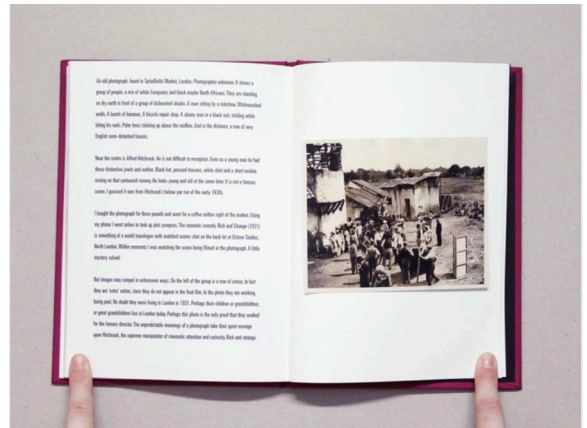 An old photograph, found in Spitalfields Market, London. Photographer unknown. It shows a
group of people, a mix of white Europeans and black maybe North Africans. They are standing
on dry earth in front of a group of dishevelled shacks. A man sitting by a rickshaw. Whitewashed
walls. A bunch of bananas. A bicycle repair shop. A skinny man in a black suit, striding while
biting his nails. Palm trees sticking up above the rooflines. And in the distance, a row of very
English semi-detached houses.
Near the centre is Alfred Hitchcock. He is not difficult to recognize. Even as a young man he had
those distinctive jowls and outline. Black hat, pressed trousers, white shirt and a short necktie
resting on that cartoonish tummy. He looks young and old at the same time. It is not a famous
scene. I guessed it was from Hitchcock's below-par run of the early 1930s.
I bought the photograph for three pounds and went for a coffee within sight of the market. Using
my phone I went online to look up plot synopses. The romantic comedy Rich and Strange (1931)
is something of a world travelogue with matched scenes shot on the back lot at Elstree Studios,
North London. Within moments I was watching the scene being filmed in the photograph. A little
mystery solved.
But images may compel in unforeseen ways. On the left of the group is a row of extras. In fact
they are 'extra' extras, since they do not appear in the final film. In the photo they are working,
being paid. No doubt they were living in London in 1931. Perhaps their children or grandchildren,
or great grandchildren live in London today. Perhaps this photo is the only proof that they worked
for the famous director. The unpredictable meanings of a photograph take their quiet revenge
upon Hitchcock, the supreme manipulator of cinematic attention and curiosity. Rich and strange.